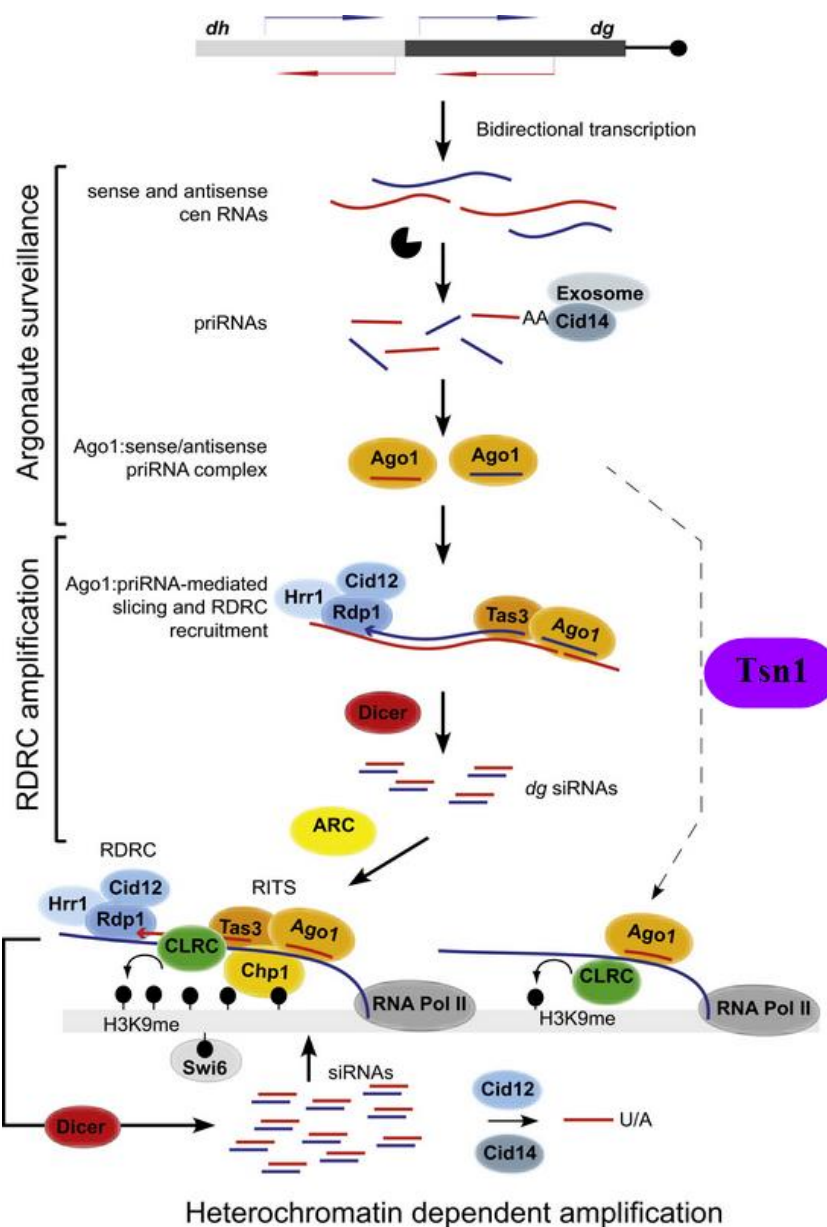 dh
dg
Bidirectional transcription
Argonaute surveillance
sense and antisense
cen RNAs
priRNAs
AA
Exosome
Cid14
Ago1:sense/antisense
priRNA complex
Ago1
Ago1
RDRC amplification
Ago1:priRNA-mediated
slicing and RDRC
recruitment
Hrr1
Cid12
Rdp1
Tas3
Ago1
Tsn1
Dicer
dg siRNAs
ARC
RDRC
RITS
Hrr1
Cid12
Rdp1
CLRC
Tas3
Ago1
Chp1
RNA Pol II
H3K9me
Swi6
Ago1
CLRC
RNA Pol II
H3K9me
siRNAs
Dicer
Cid12
U/A
Cid14
Heterochromatin dependent amplification